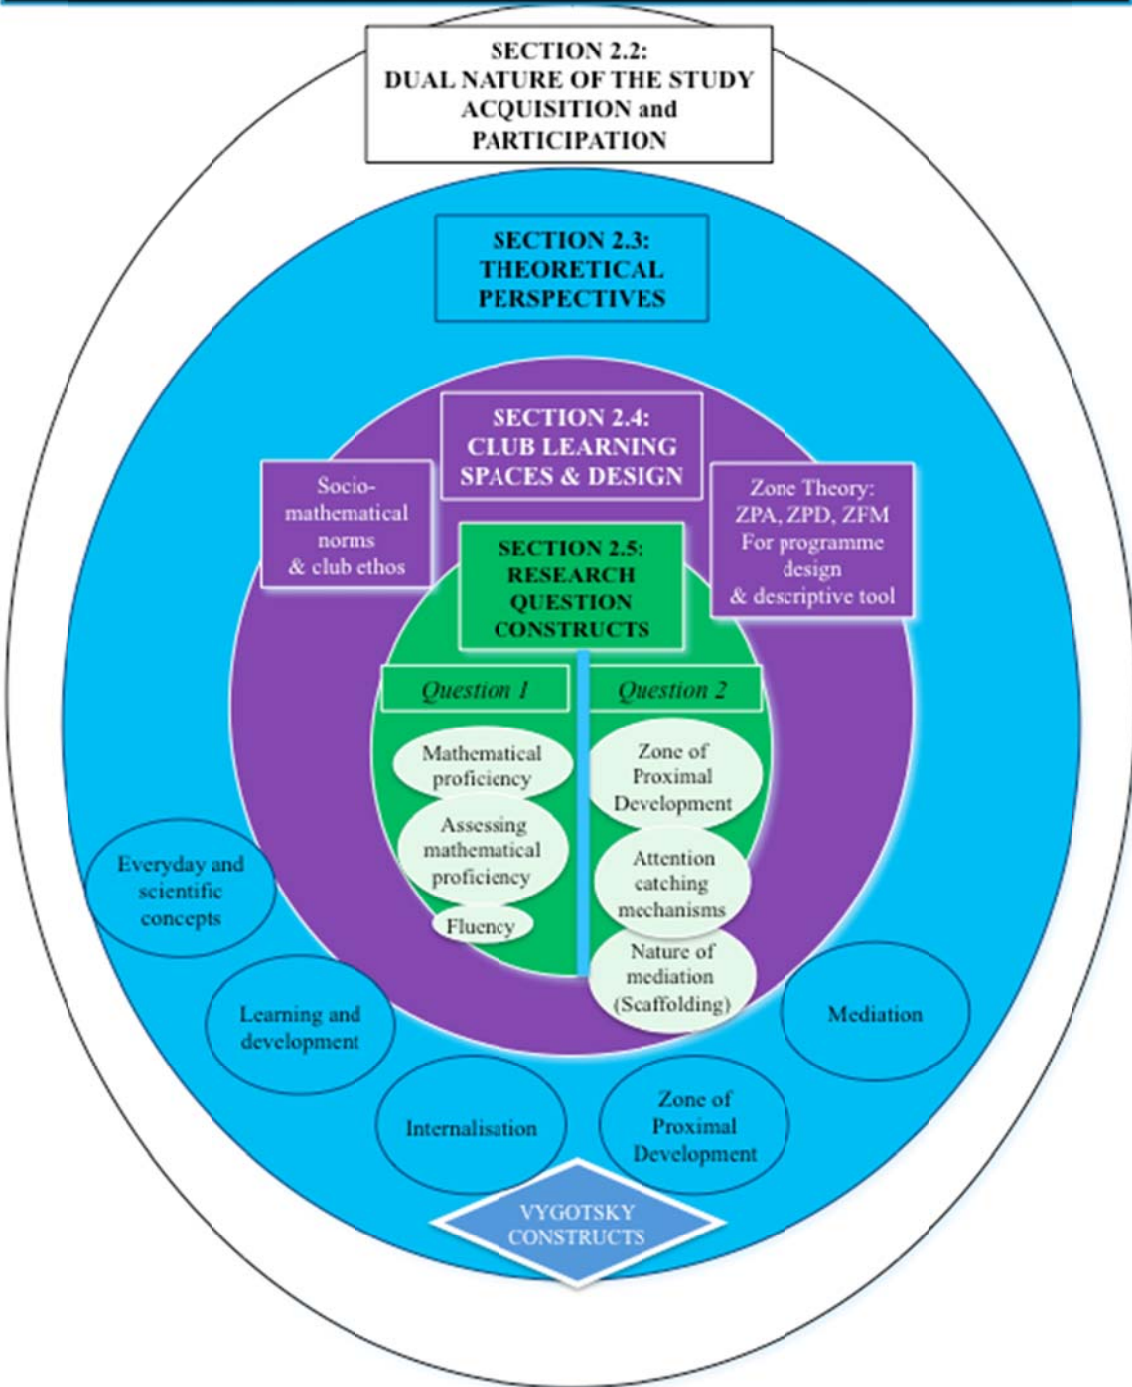 SECTION 2.2:
DUAL NATURE OF THE STUDY
ACQUISITION and
PARTICIPATION
SECTION 2.3:
THEORETICAL
PERSPECTIVES
SECTION 2.4:
CLUB LEARNING
SPACES & DESIGN
Socio-
mathematical
norms
& club ethos
Zone Theory:
ZPA, ZPD, ZFM
For programme
design
& descriptive tool
SECTION 2.5:
RESEARCH
QUESTION
CONSTRUCTS
Question 1
Mathematical
proficiency
Assessing
mathematical
proficiency
Fluency
Question 2
Zone of
Proximal
Development
Attention
catching
mechanisms
Nature of
mediation
(Scaffolding)
Everyday and
scientific
concepts
Learning and
development
Internalisation
Zone of
Proximal
Development
Mediation
VYGOTSKY
CONSTRUCTS